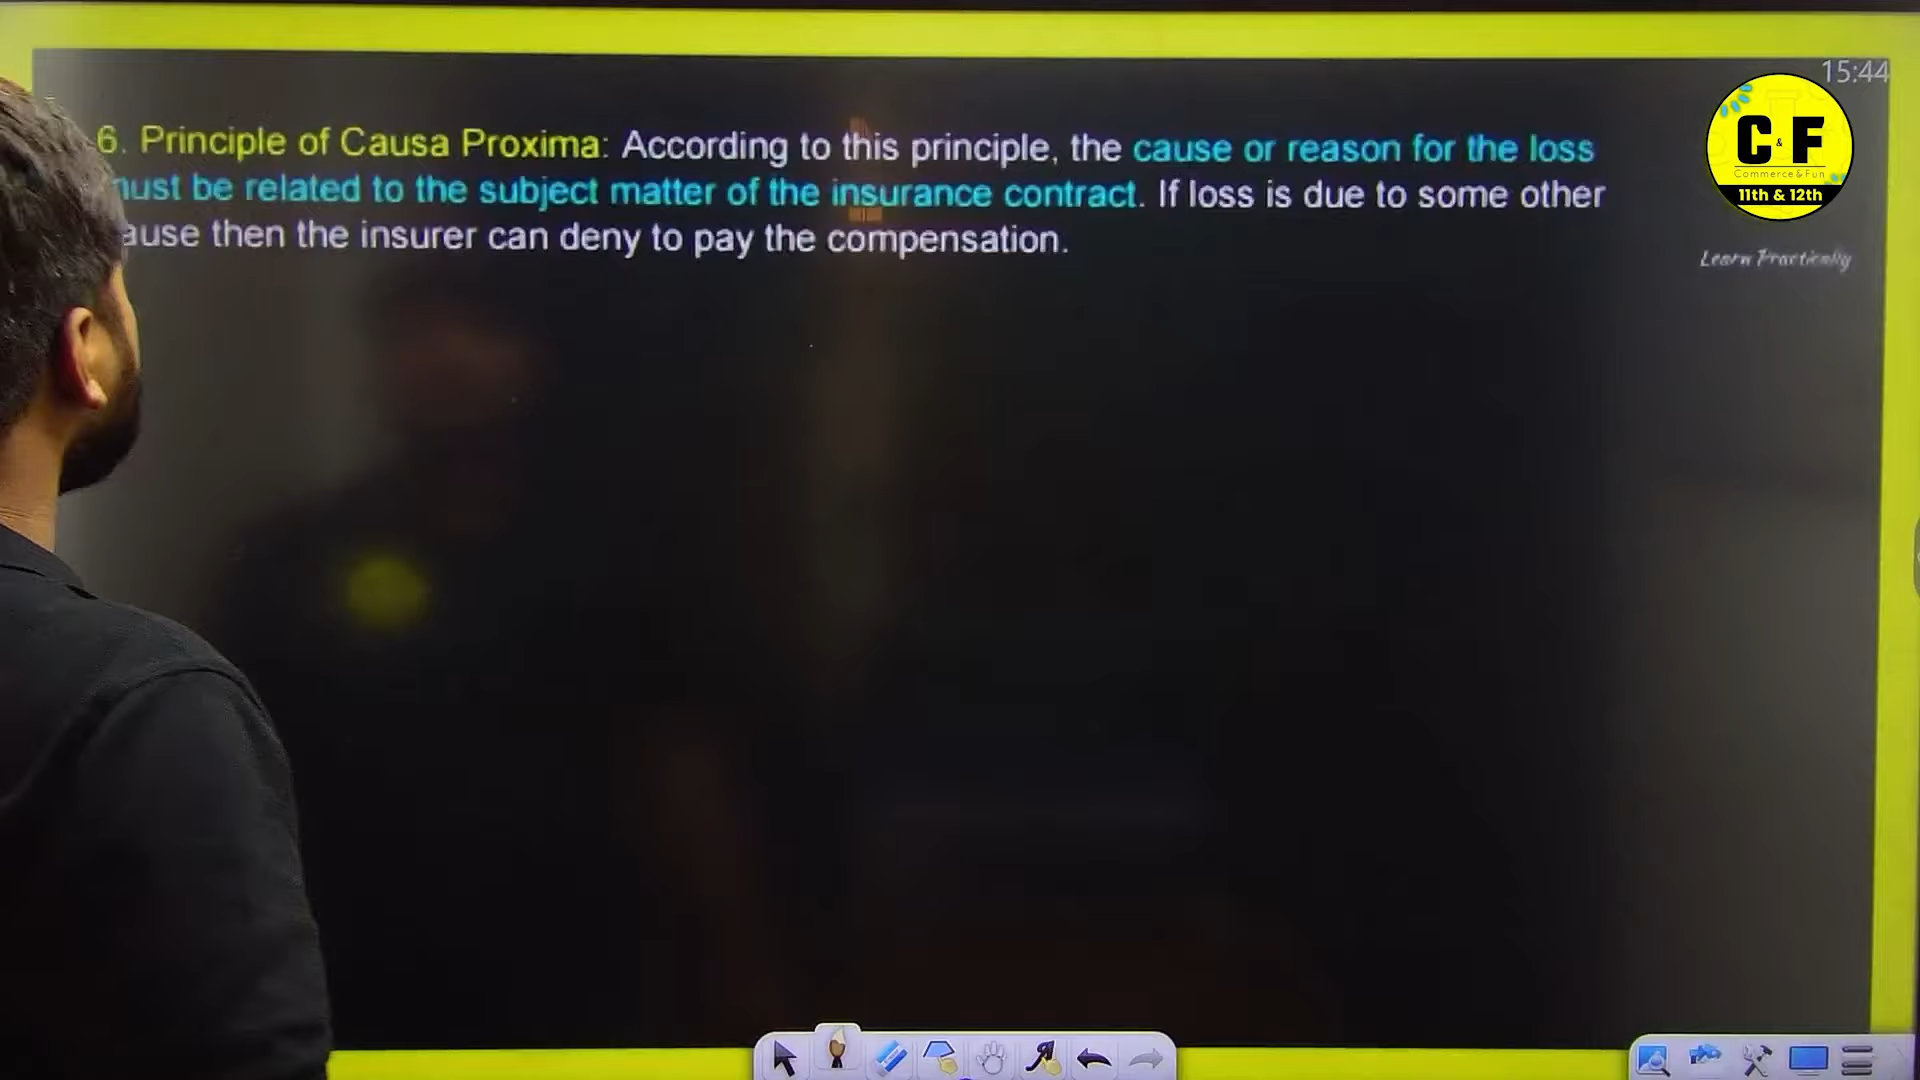 15:44
6. Principle of Causa Proxima: According to this principle, the cause or reason for the loss
must be related to the subject matter of the insurance contract. If loss is due to some other
cause then the insurer can deny to pay the compensation.
C & F
Commerce & Fun
11th & 12th
Learn Practically